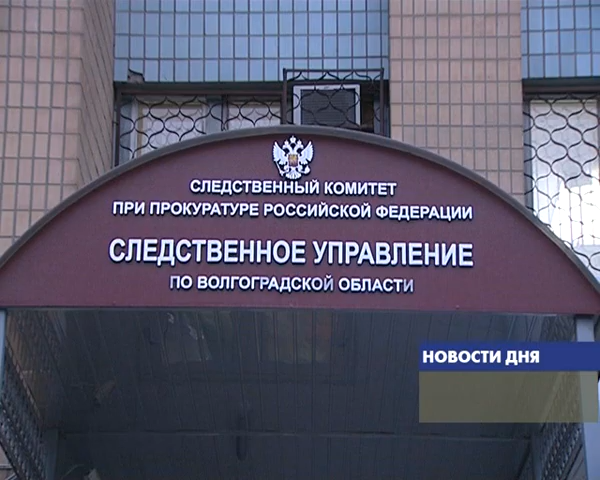 СЛЕДСТВЕННЫЙ КОМИТЕТ
ПРИ ПРОКУРАТУРЕ РОССИЙСКОЙ ФЕДЕРАЦИИ
СЛЕДСТВЕННОЕ УПРАВЛЕНИЕ
ПО ВОЛГОГРАДСКОЙ ОБЛАСТИ
НОВОСТИ ДНЯ